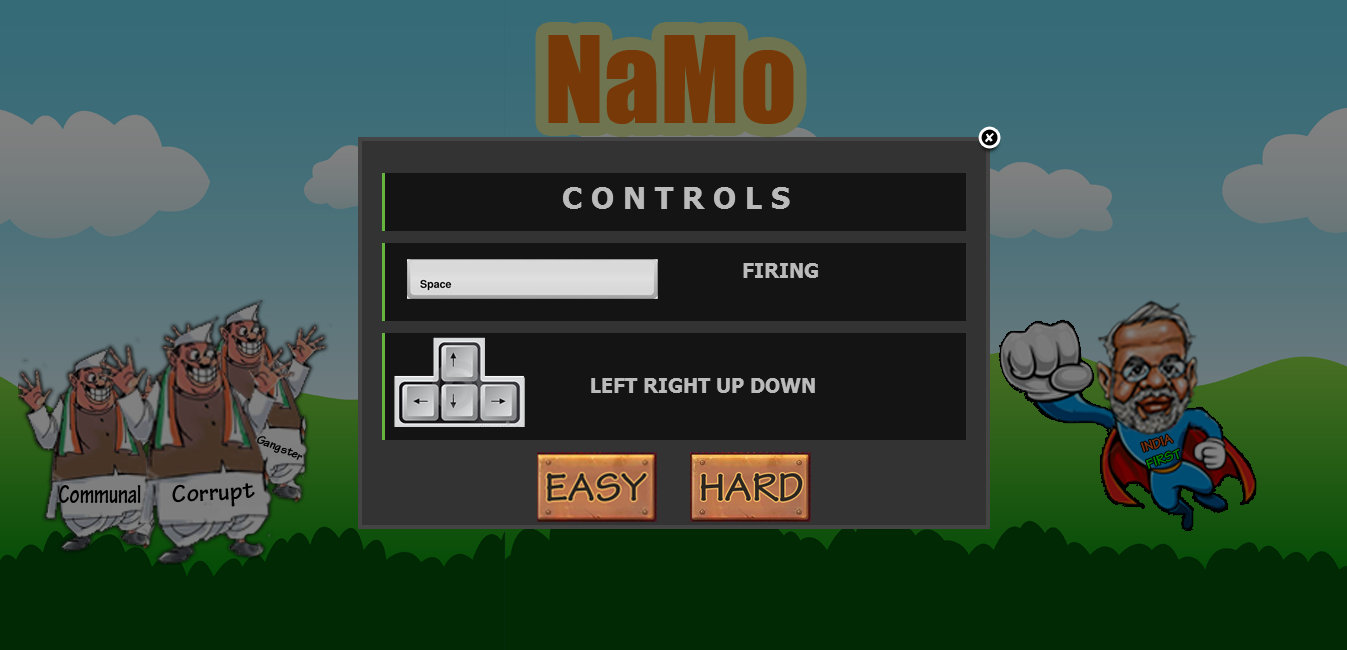 NaMo
CONTROLS
Space
FIRING
↑
← ↓ →
LEFT RIGHT UP DOWN
EASY HARD
Gangster
Communal
Corrupt
INDIA
FIRST